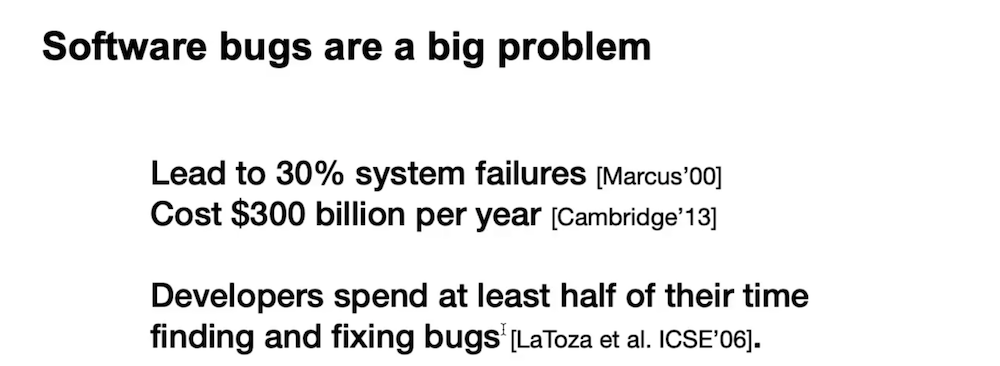 Software bugs are a big problem
Lead to 30% system failures [Marcus’00]
Cost $300 billion per year [Cambridge’13]
Developers spend at least half of their time
finding and fixing bugs [LaToza et al. ICSE’06].